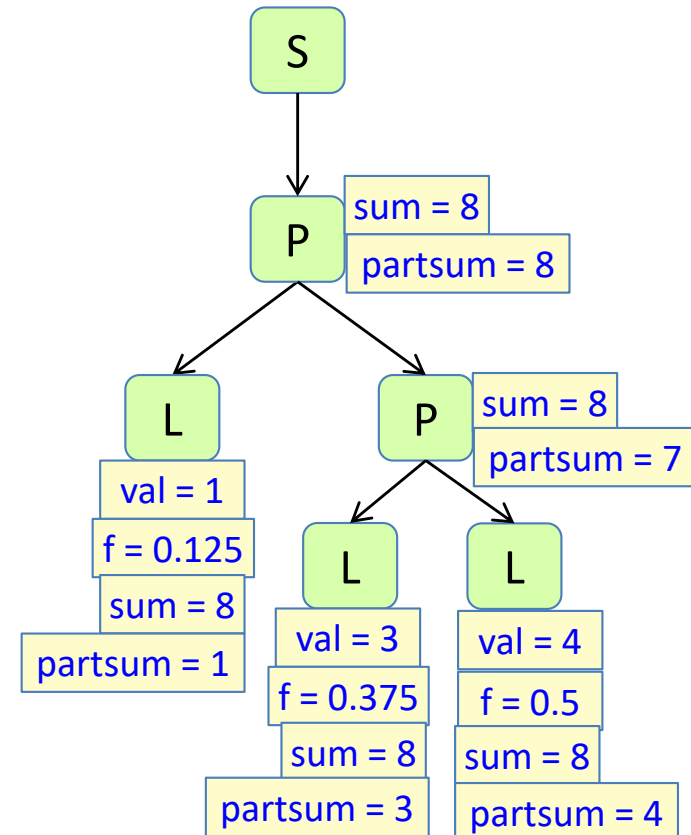 S
P
sum = 8
partsum = 8
L
val = 1
f = 0.125
sum = 8
partsum = 1
P
sum = 8
partsum = 7
L
val = 3
f = 0.375
sum = 8
partsum = 3
L
val = 4
f = 0.5
sum = 8
partsum = 4